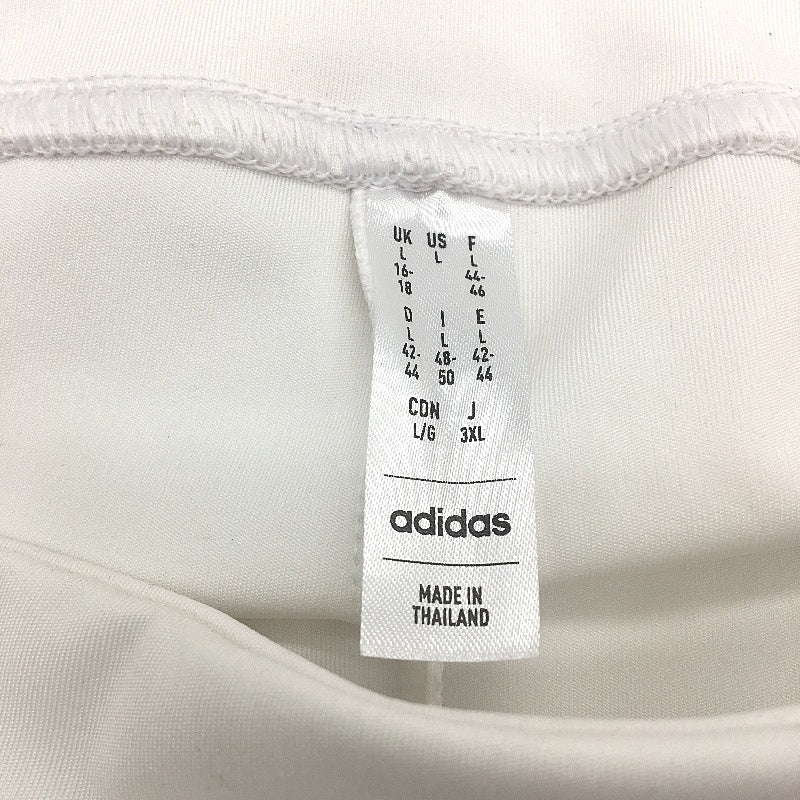 UK US F
L L L
16- 44-
18 46
D I E
L L L
42- 48- 42-
44 50 44
CDN J
L/G 3XL
adidas
MADE IN
THAILAND